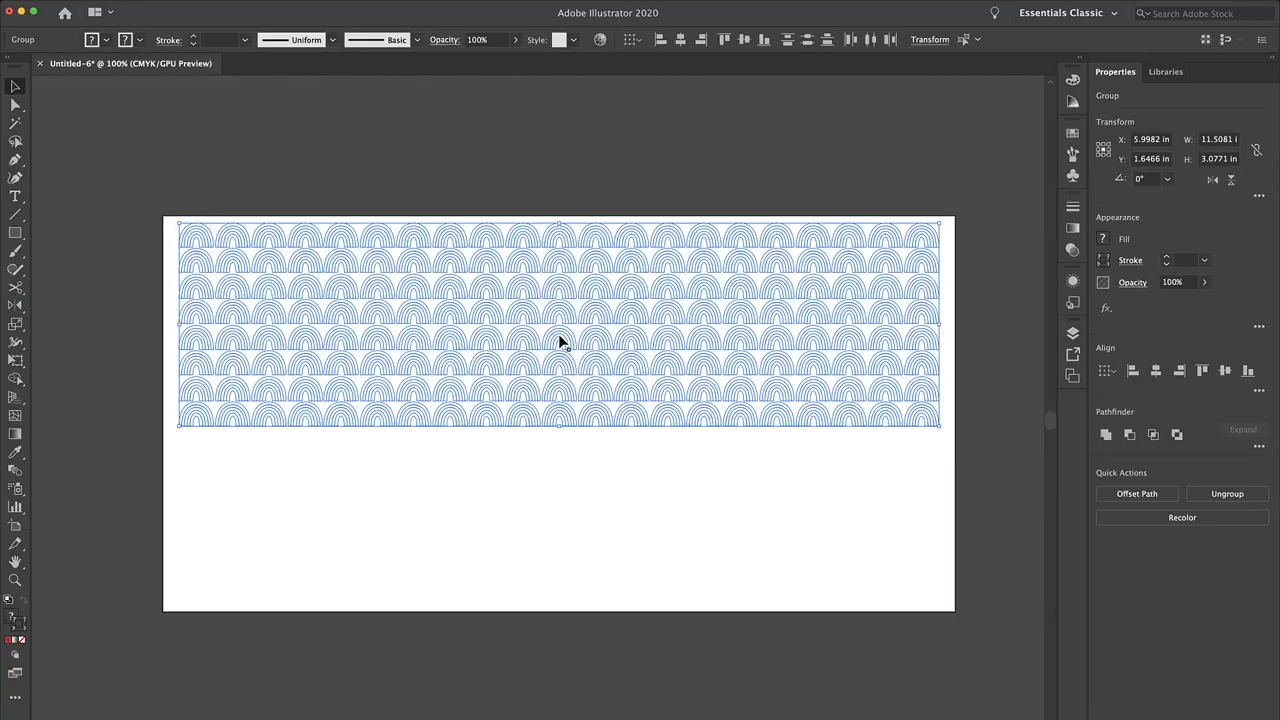 Adobe Illustrator 2020
Essentials Classic
Search Adobe Stock
Group
?
?
Stroke:
Uniform
Basic
Opacity:
100%
Style:
Transform
× Untitled-6* @ 100% (CMYK/GPU Preview)
Properties
Libraries
Group
Transform
X: 5.9982 in W: 11.5081 i
Y: 1.6466 in H: 3.0771 in
0°
Appearance
? Fill
Stroke
Opacity 100%
fx.
Align
Pathfinder
Expand
Quick Actions
Offset Path
Ungroup
Recolor